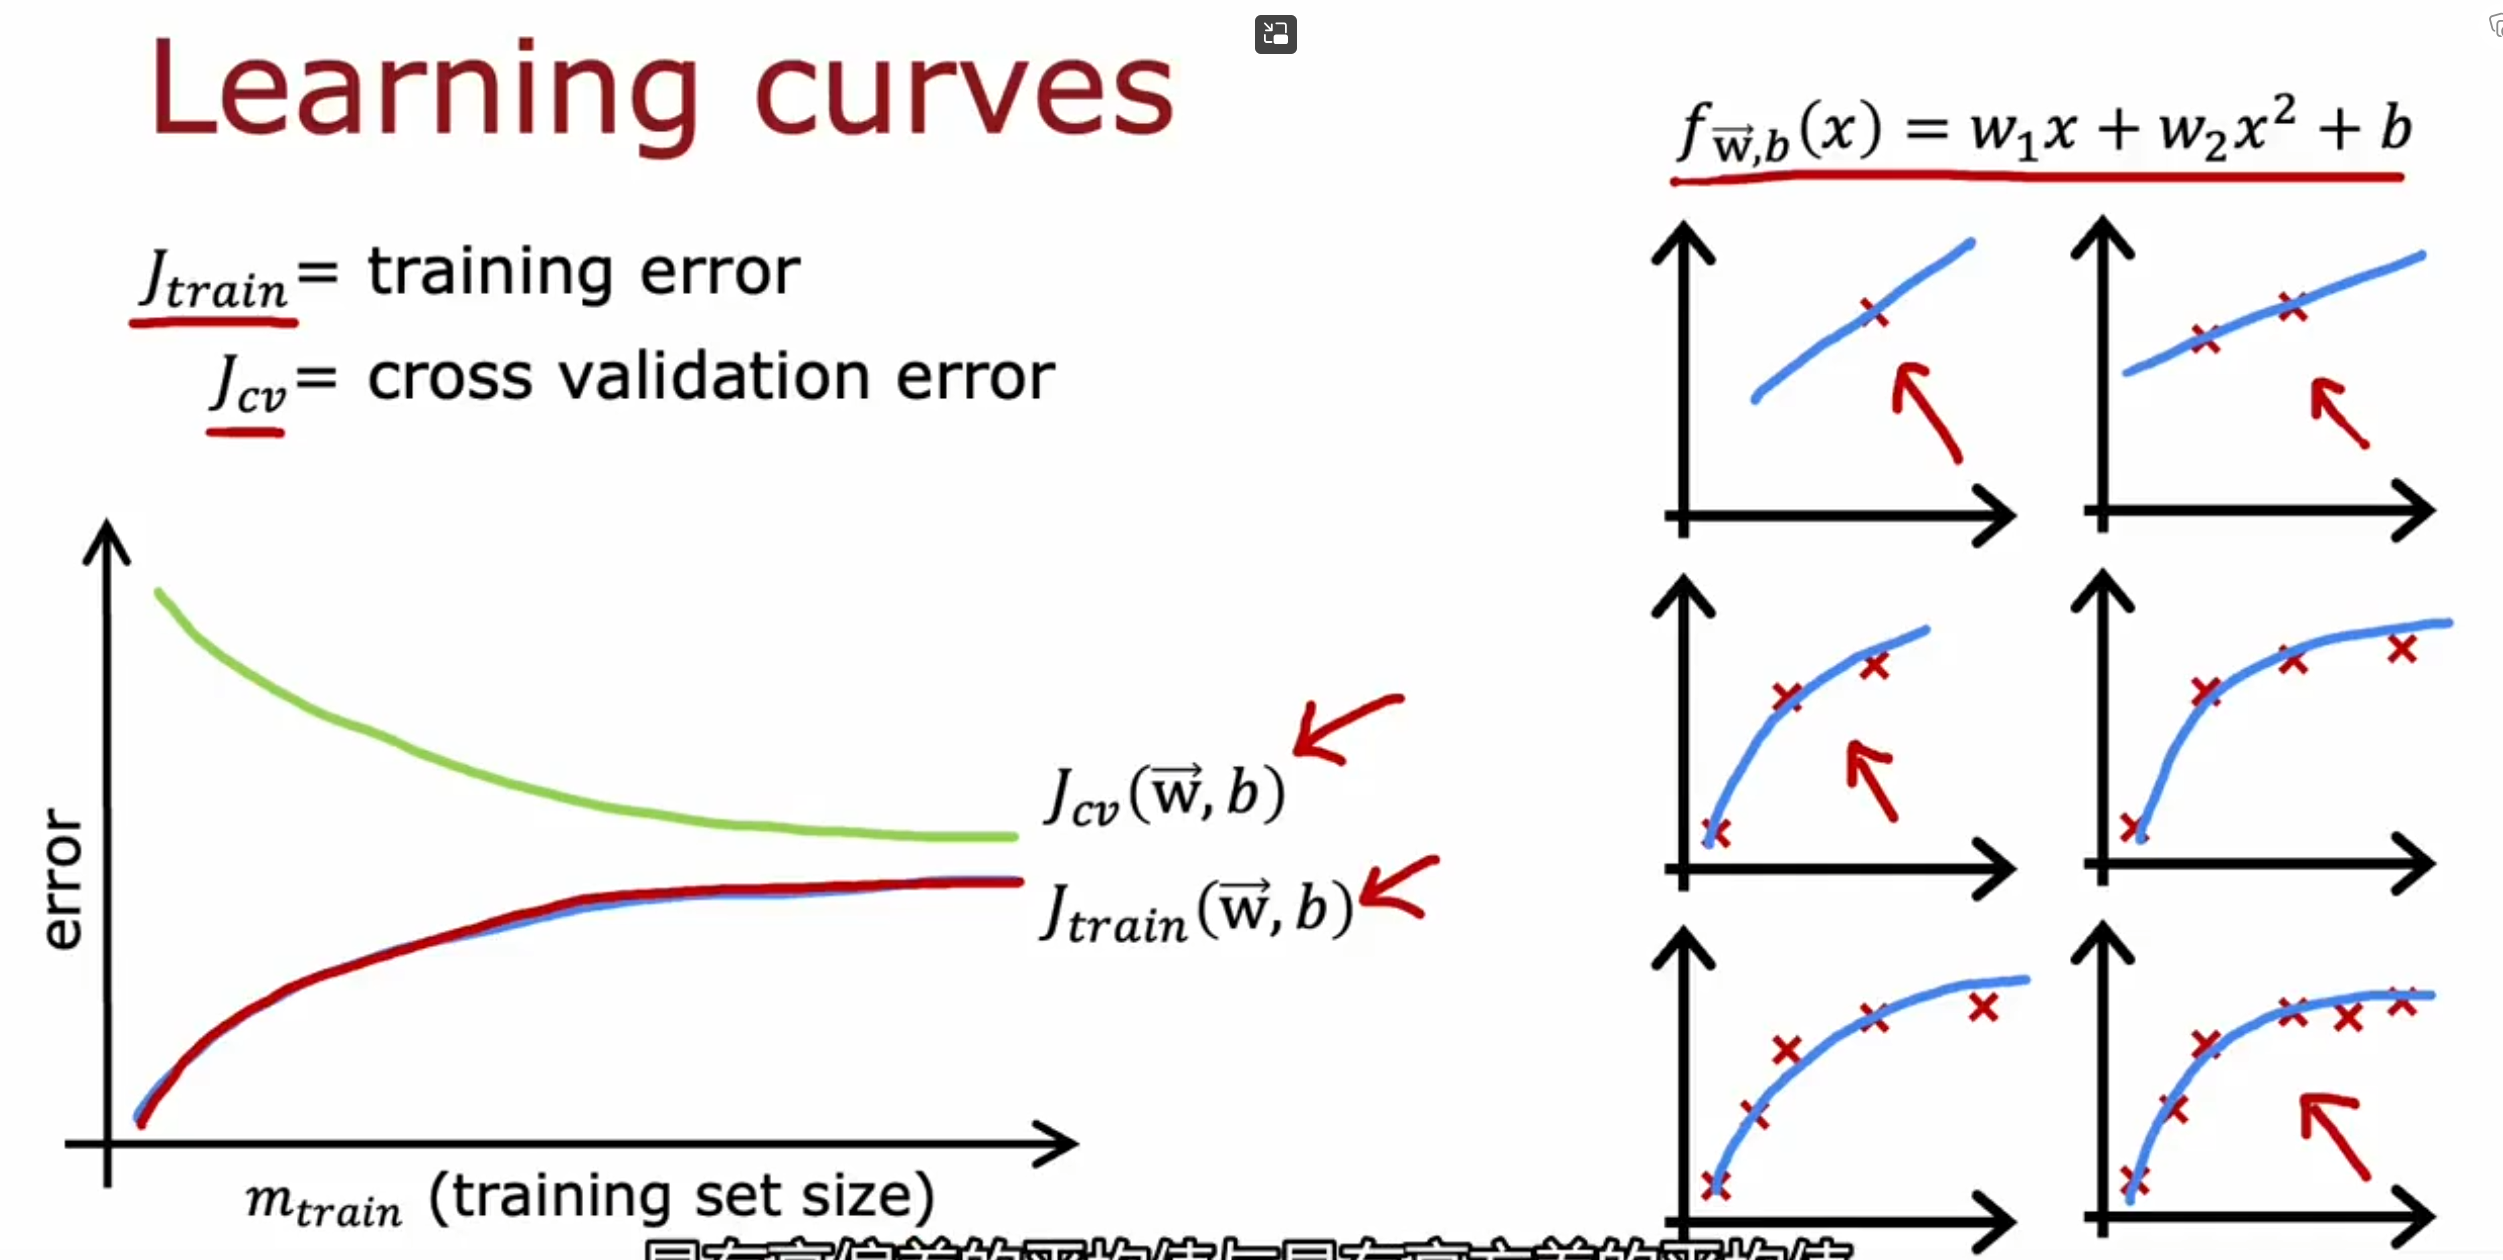 Learning curves
f_{\vec{w},b}(x) = w_1x + w_2x^2 + b
J_{train} = training error
J_{cv} = cross validation error
J_{cv}(\vec{w}, b)
J_{train}(\vec{w}, b)
error
m_{train} (training set size)